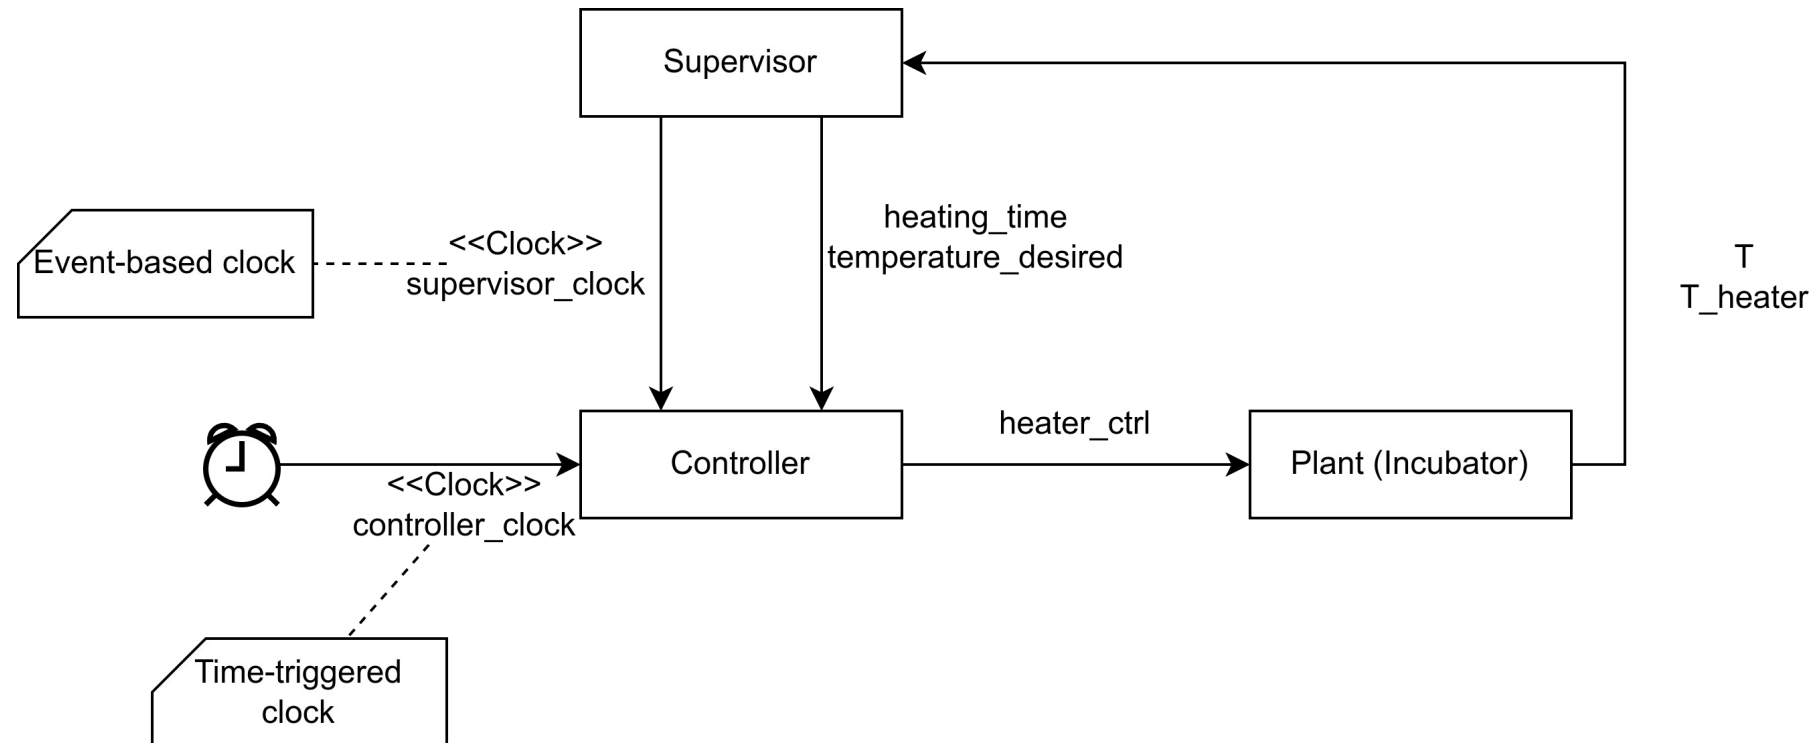 Supervisor
heating_time
temperature_desired
<<Clock>>
supervisor_clock
Event-based clock
T
T_heater
heater_ctrl
Controller
Plant (Incubator)
<<Clock>>
controller_clock
Time-triggered
clock